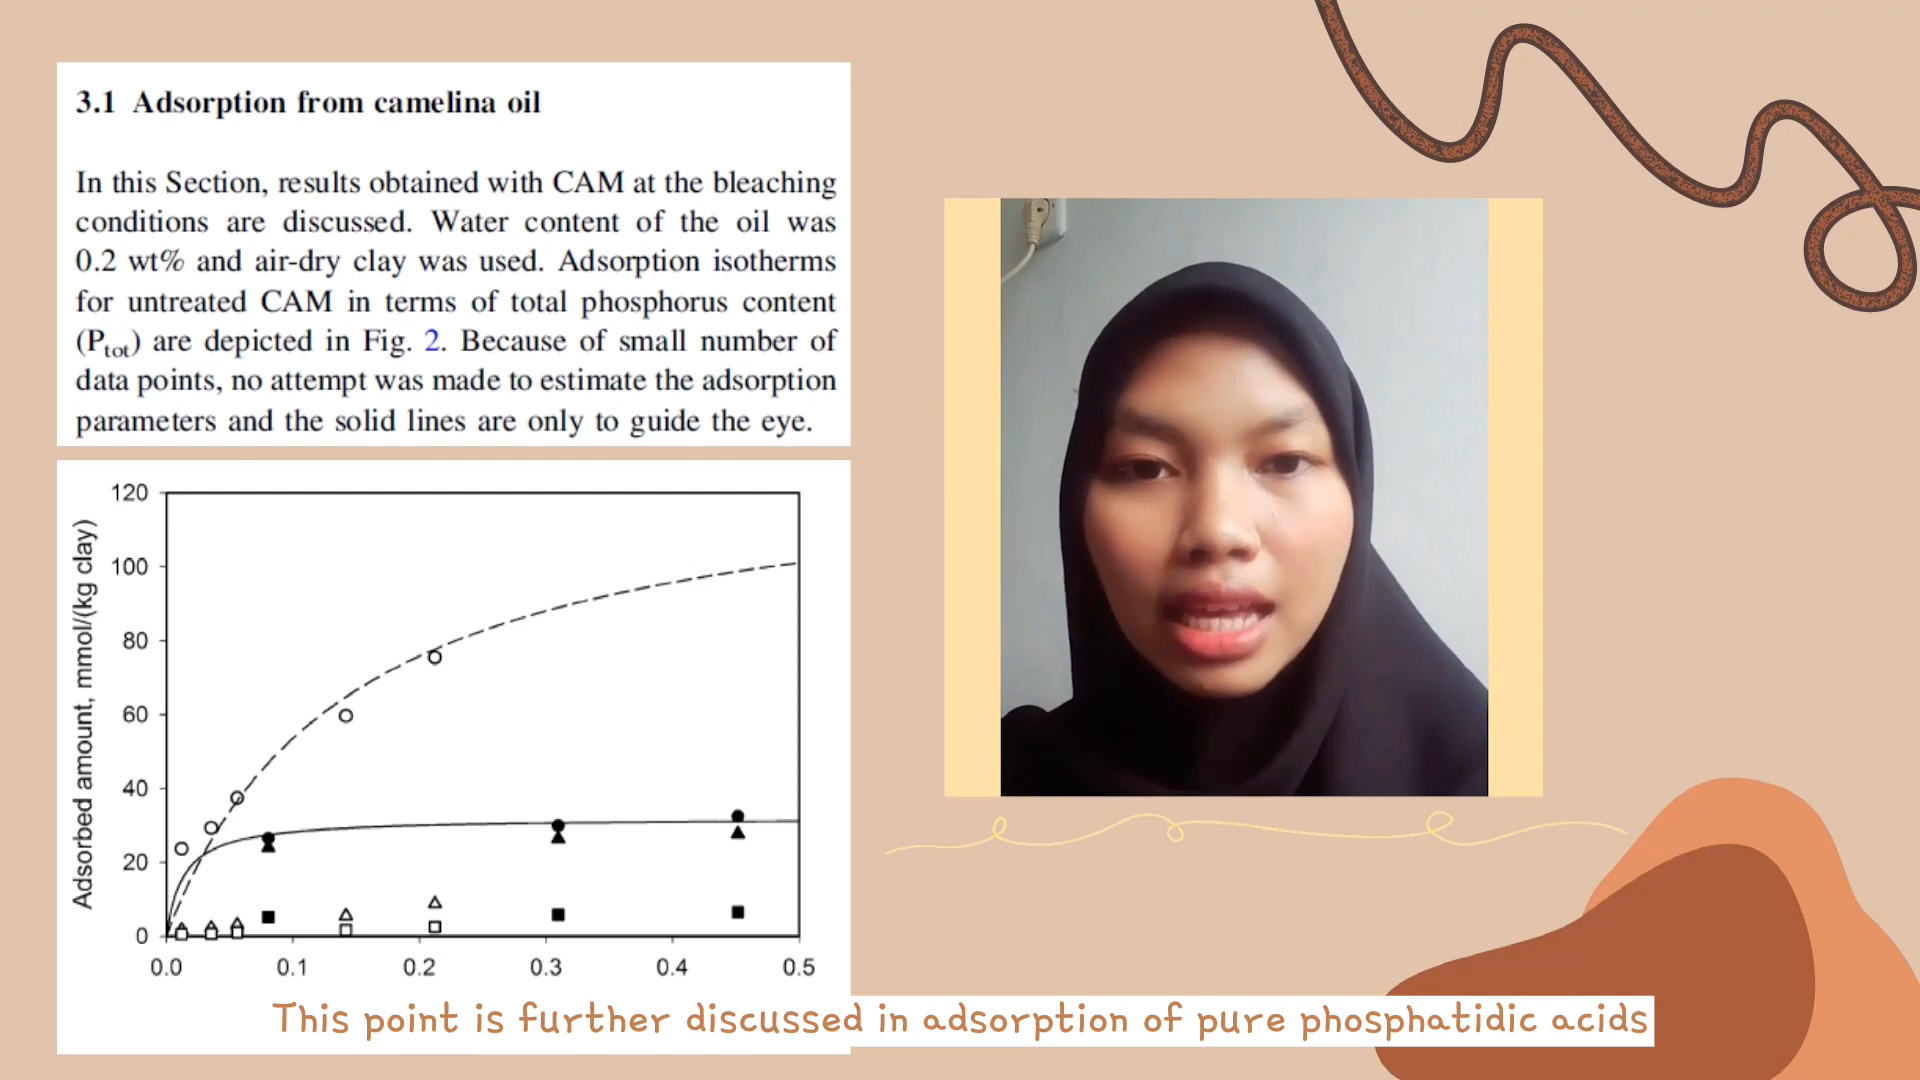 3.1 Adsorption from camelina oil
In this Section, results obtained with CAM at the bleaching
conditions are discussed. Water content of the oil was
0.2 wt% and air-dry clay was used. Adsorption isotherms
for untreated CAM in terms of total phosphorus content
(Ptot) are depicted in Fig. 2. Because of small number of
data points, no attempt was made to estimate the adsorption
parameters and the solid lines are only to guide the eye.
Adsorbed amount, mmol/(kg clay)
120
100
80
60
40
20
0
0.0 0.1 0.2 0.3 0.4 0.5
This point is further discussed in adsorption of pure phosphatidic acids